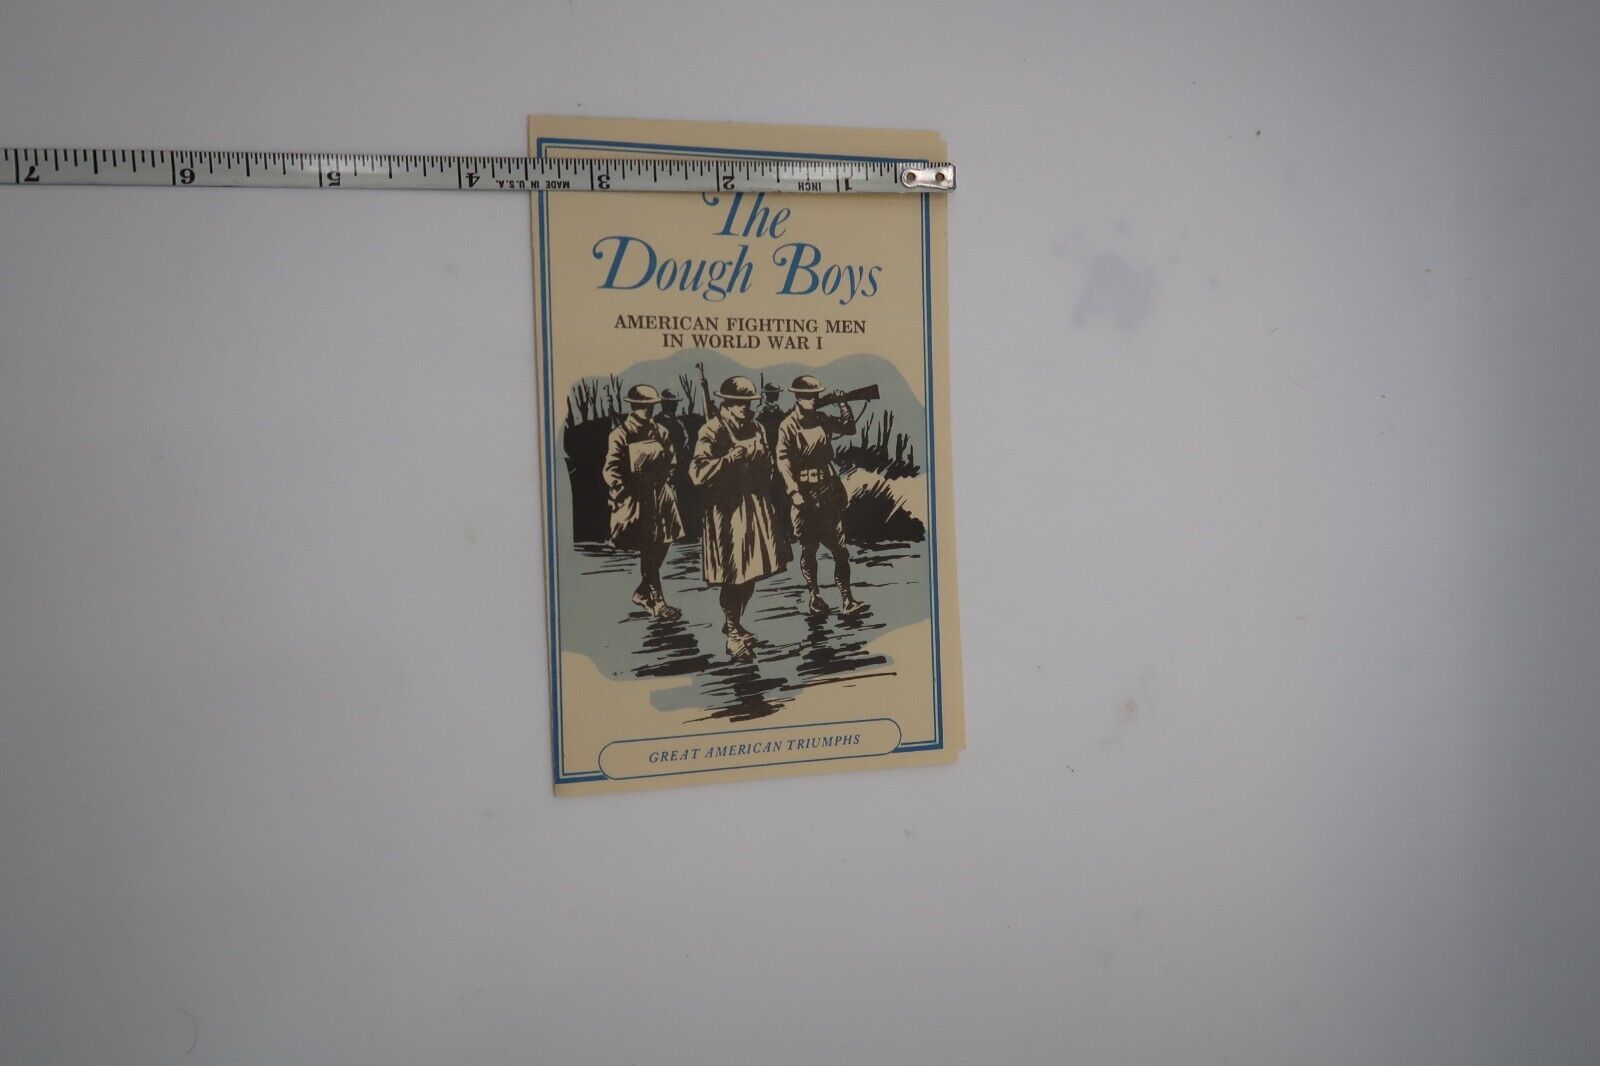 7 6 5 4 MADE IN U.S.A. 3 2 INCH 1
The
Dough Boys
AMERICAN FIGHTING MEN
IN WORLD WAR I
GREAT AMERICAN TRIUMPHS